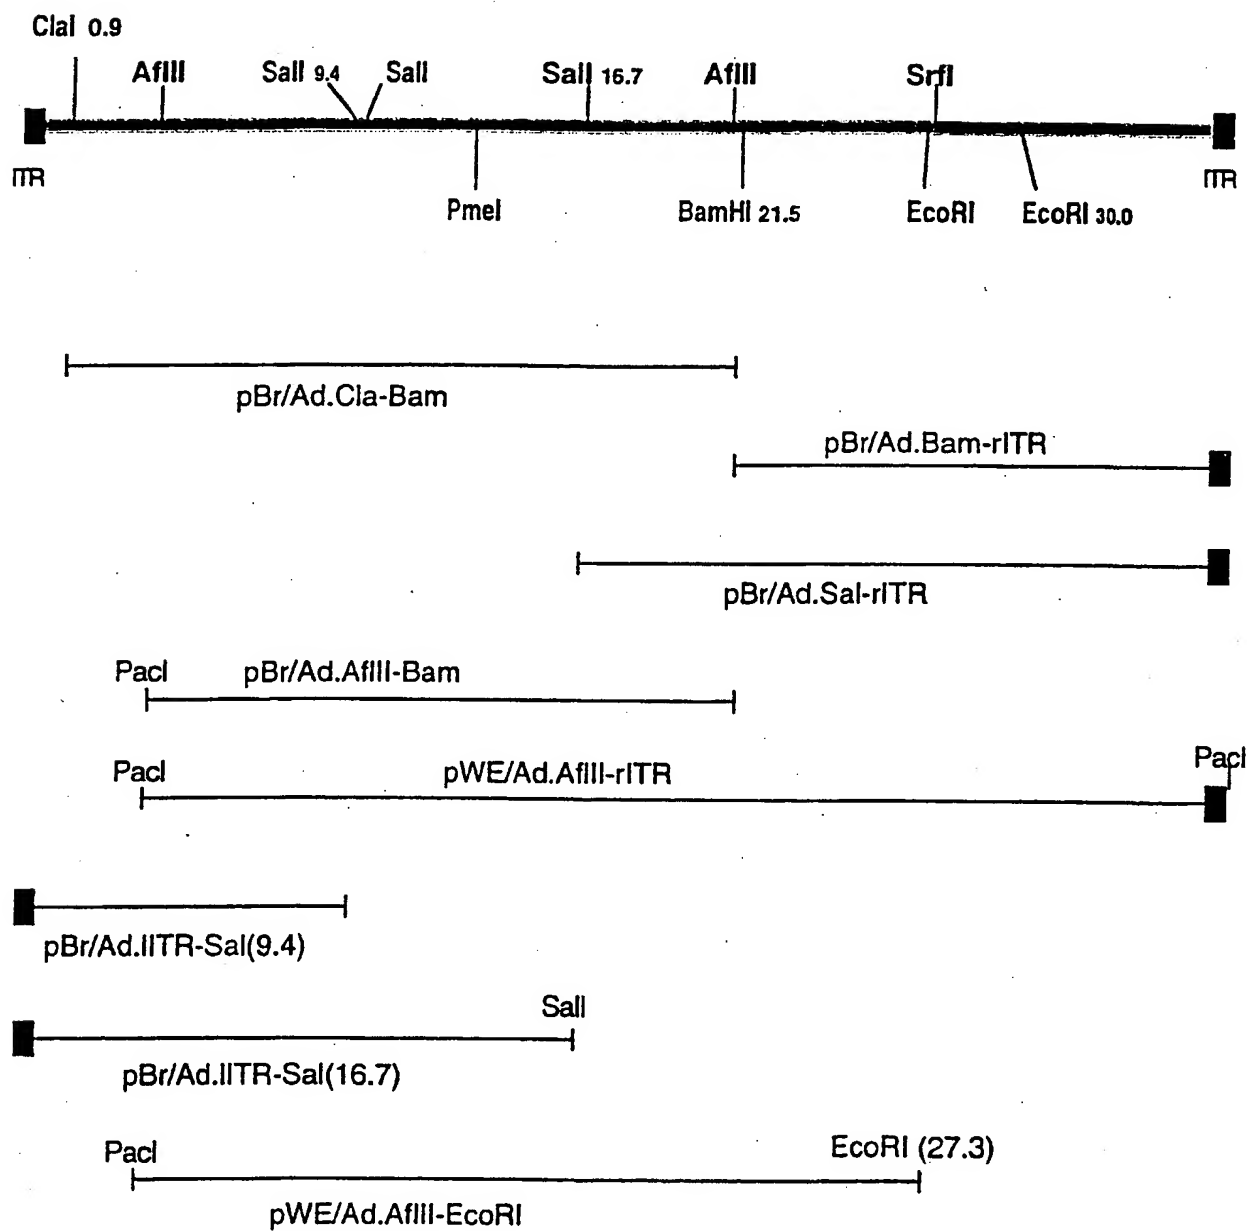 ClaI 0.9
AflII SalI 9.4 SalI SalI 16.7 AflII SrfI
ITR ITR
PmeI BamHI 21.5 EcoRI EcoRI 30.0
pBr/Ad.Cla-Bam
pBr/Ad.Bam-rITR
pBr/Ad.Sal-rITR
PacI pBr/Ad.AflII-Bam
PacI pWE/Ad.AflII-rITR PacI
pBr/Ad.lITR-Sal(9.4)
SalI
pBr/Ad.lITR-Sal(16.7)
PacI EcoRI (27.3)
pWE/Ad.AflII-EcoRI